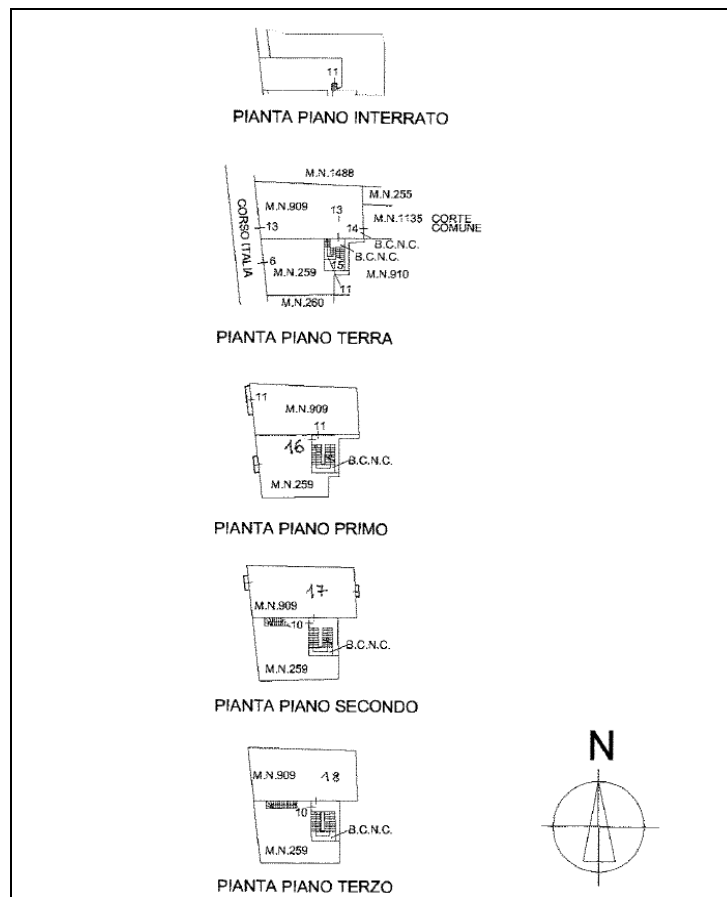 11
PIANTA PIANO INTERRATO
M.N.1488
M.N.255
M.N.909
13
M.N.1135 CORTE COMUNE
CORSO ITALIA
13
14
B.C.N.C.
B.C.N.C.
6
M.N.259
15
M.N.910
11
M.N.260
PIANTA PIANO TERRA
11
M.N.909
11
16
B.C.N.C.
M.N.259
PIANTA PIANO PRIMO
17
M.N.909
10
B.C.N.C.
M.N.259
PIANTA PIANO SECONDO
M.N.909
18
10
B.C.N.C.
M.N.259
PIANTA PIANO TERZO
N